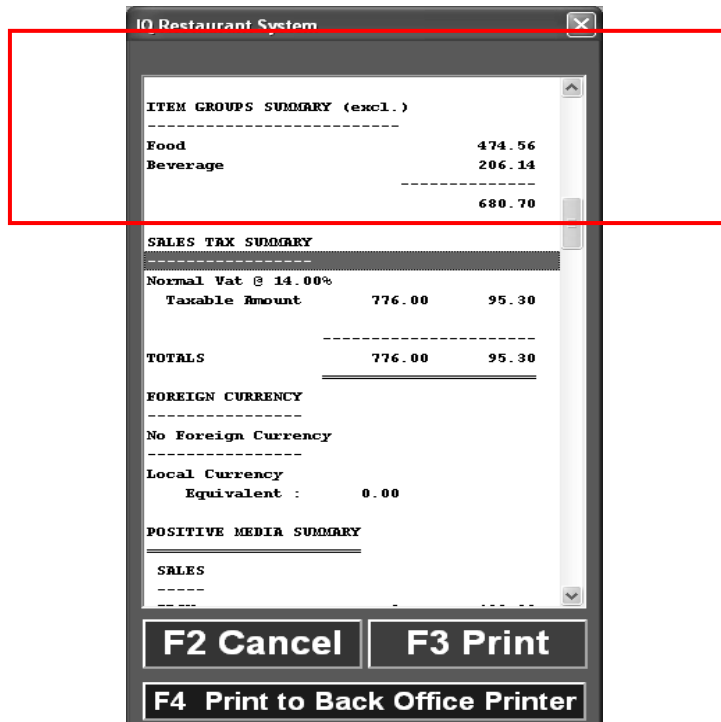 IQ Restaurant System
ITEM GROUPS SUMMARY (excl.)
---------------------------
Food 474.56
Beverage 206.14
--------------
680.70
SALES TAX SUMMARY
-----------------
Normal Vat @ 14.00%
Taxable Amount 776.00 95.30
----------------------
TOTALS 776.00 95.30
FOREIGN CURRENCY
----------------
No Foreign Currency
----------------
Local Currency
Equivalent : 0.00
POSITIVE MEDIA SUMMARY
SALES
-----
F2 Cancel
F3 Print
F4 Print to Back Office Printer